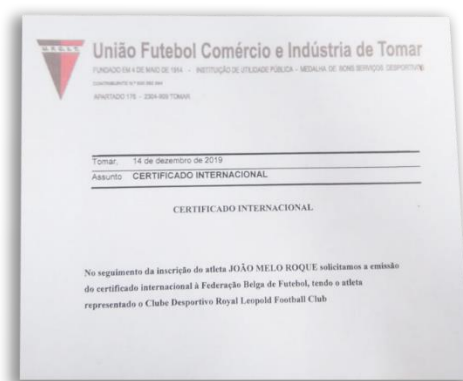 União Futebol Comércio e Indústria de Tomar
FUNDADO EM 4 DE MAIO DE 1914 - INSTITUIÇÃO DE UTILIDADE PÚBLICA - MEDALHA DE BONS SERVIÇOS DESPORTIVOS
APARTADO 176 - 2304-909 TOMAR
Tomar, 14 de dezembro de 2019
Assunto CERTIFICADO INTERNACIONAL
CERTIFICADO INTERNACIONAL
No seguimento da inscrição do atleta JOÃO MELO ROQUE solicitamos a emissão
do certificado internacional à Federação Belga de Futebol, tendo o atleta
representado o Clube Desportivo Royal Leopold Football Club